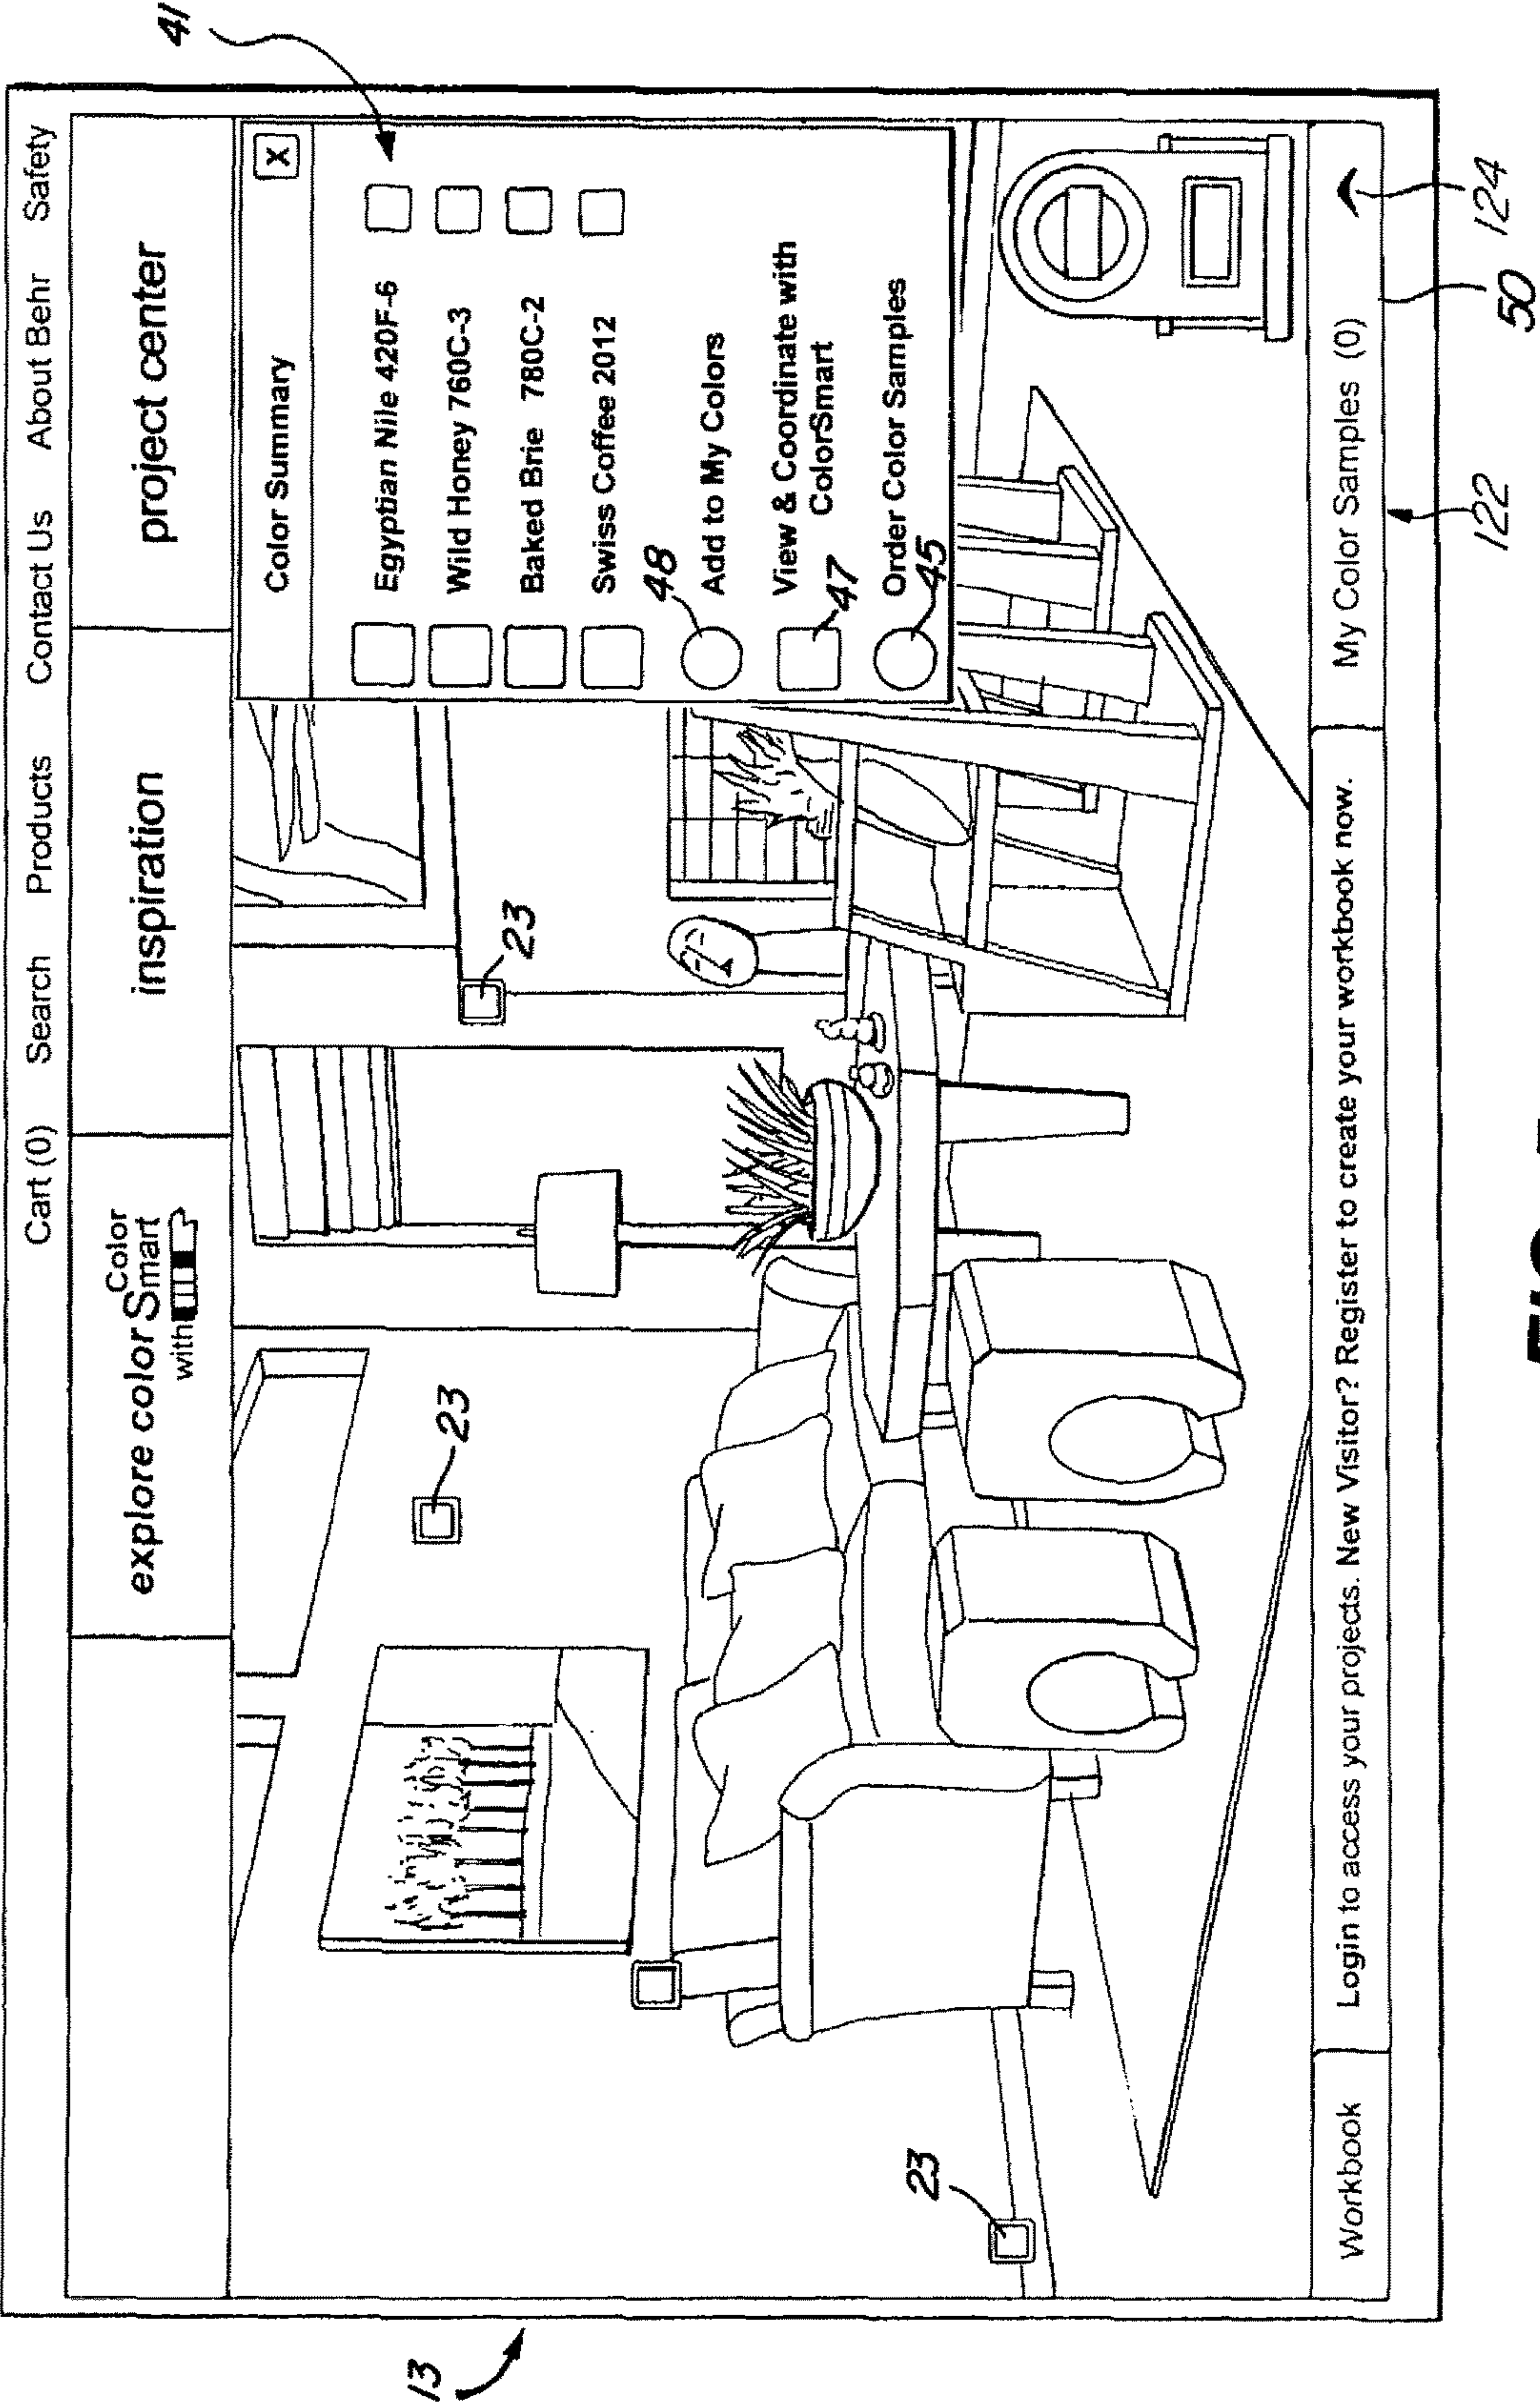 Cart (0) Search Products Contact Us About Behr Safety
explore color
with
Color
Smart
inspiration
project center
41
Color Summary
X
Egyptian Nile 420F-6
Wild Honey 760C-3
Baked Brie 780C-2
Swiss Coffee 2012
48
Add to My Colors
View & Coordinate with
ColorSmart
47
Order Color Samples
45
23
23
23
13
Workbook
Login to access your projects. New Visitor? Register to create your workbook now.
My Color Samples (0)
122
50
124